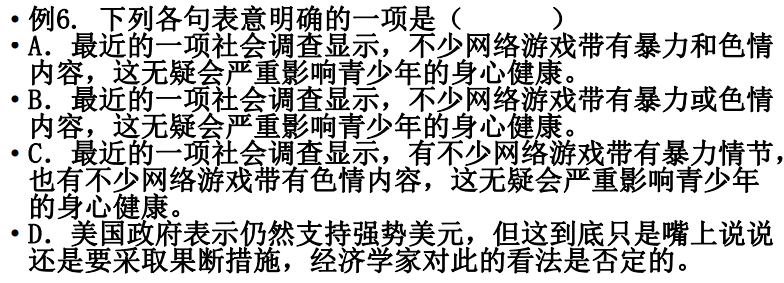 •例6. 下列各句表意明确的一项是（　　　）
•A. 最近的一项社会调查显示，不少网络游戏带有暴力和色情
内容，这无疑会严重影响青少年的身心健康。
•B. 最近的一项社会调查显示，不少网络游戏带有暴力或色情
内容，这无疑会严重影响青少年的身心健康。
•C. 最近的一项社会调查显示，有不少网络游戏带有暴力情节，
也有不少网络游戏带有色情内容，这无疑会严重影响青少年
的身心健康。
•D. 美国政府表示仍然支持强势美元，但这到底只是嘴上说说
还是要采取果断措施，经济学家对此的看法是否定的。